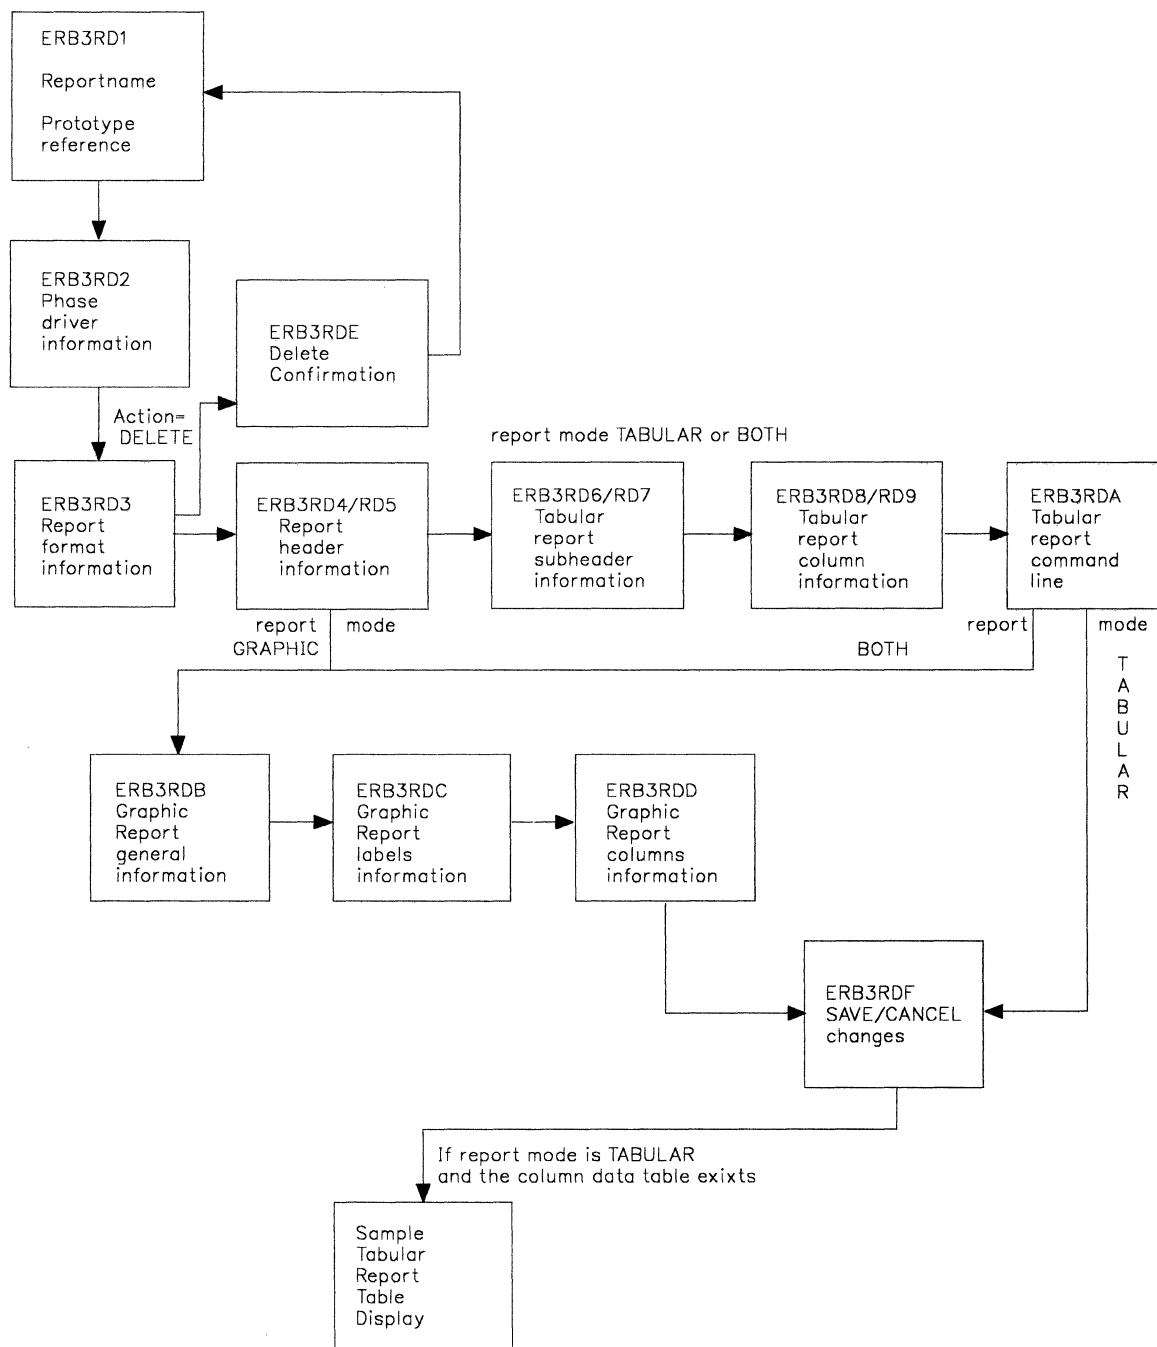 ERB3RD1
Reportname
Prototype
reference
ERB3RD2
Phase
driver
information
ERB3RDE
Delete
Confirmation
Action=
DELETE
report mode TABULAR or BOTH
ERB3RD3
Report
format
information
ERB3RD4/RD5
Report
header
information
ERB3RD6/RD7
Tabular
report
subheader
information
ERB3RD8/RD9
Tabular
report
column
information
ERB3RDA
Tabular
report
command
line
report mode
GRAPHIC
report mode
BOTH
TABULAR
ERB3RDB
Graphic
Report
general
information
ERB3RDC
Graphic
Report
labels
information
ERB3RDD
Graphic
Report
columns
information
ERB3RDF
SAVE/CANCEL
changes
If report mode is TABULAR
and the column data table exixts
Sample
Tabular
Report
Table
Display